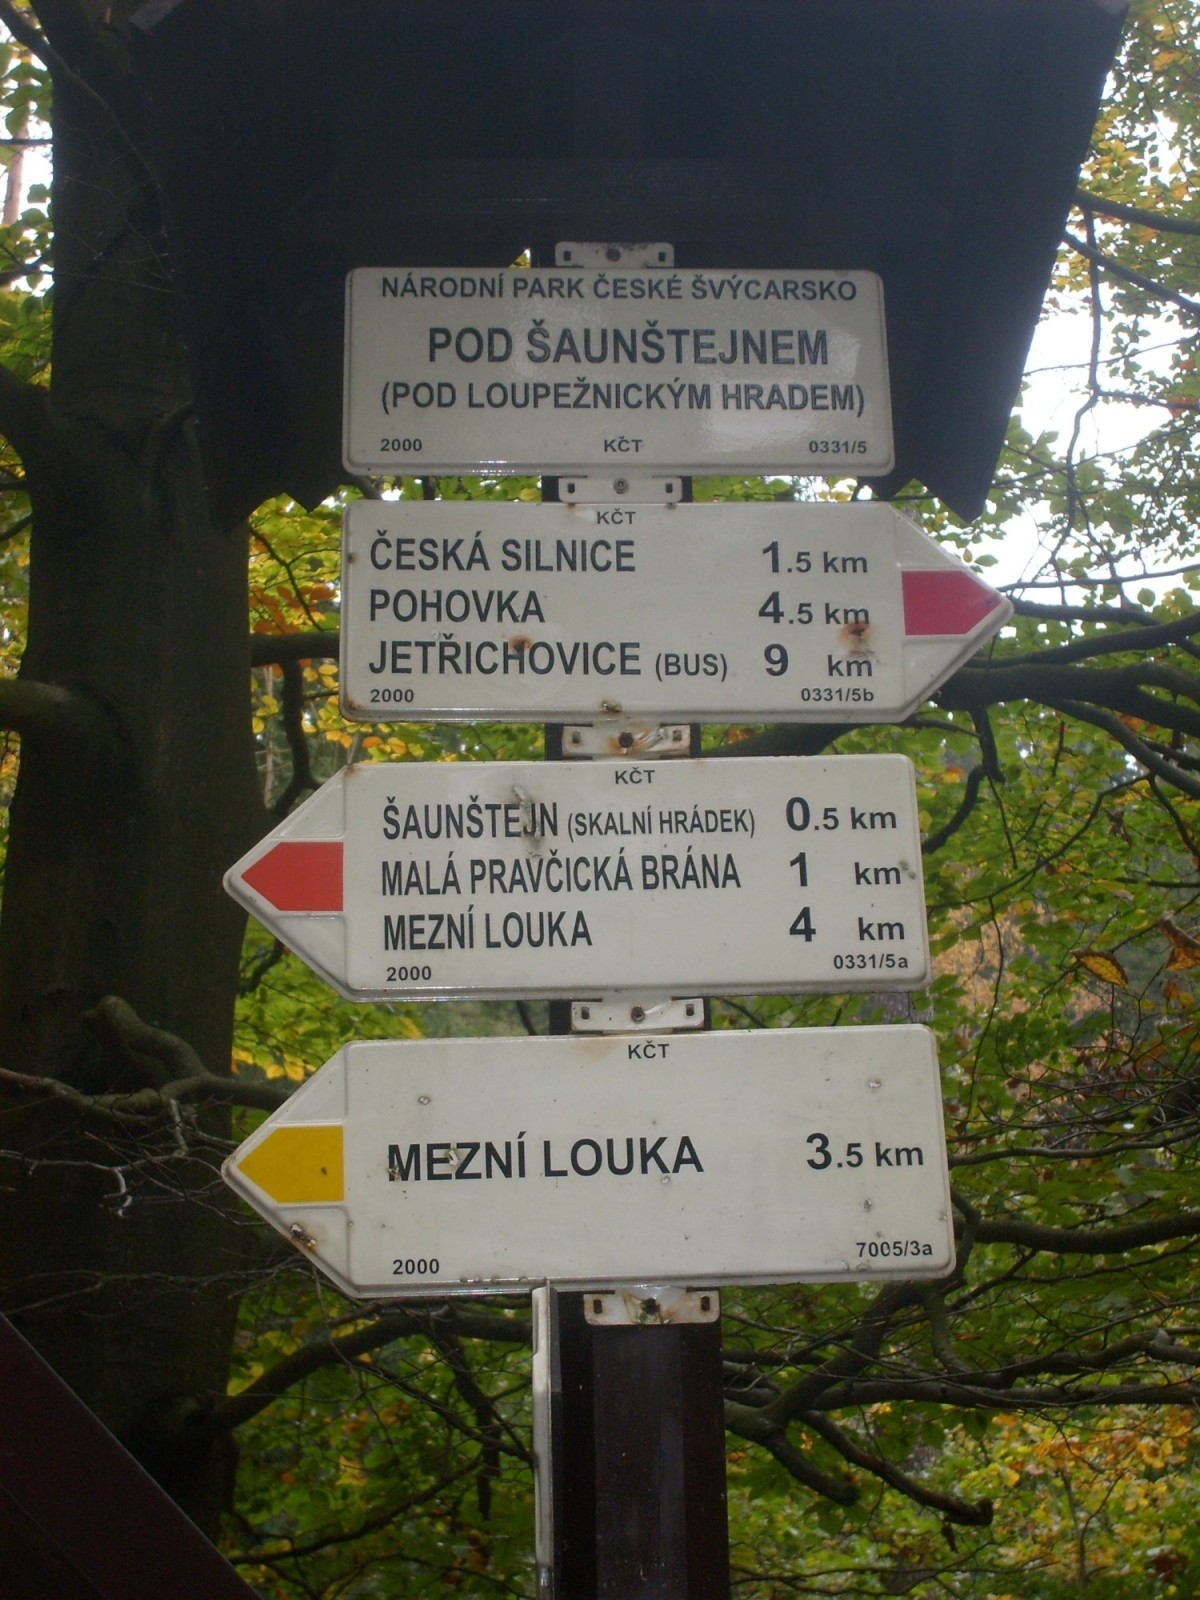 NÁRODNÍ PARK ČESKÉ ŠVÝCARSKO
POD ŠAUNŠTEJNEM
(POD LOUPEŽNICKÝM HRADEM)
2000 KČT 0331/5
KČT
ČESKÁ SILNICE 1.5 km
POHOVKA 4.5 km
JETŘICHOVICE (BUS) 9 km
2000 0331/5b
KČT
ŠAUNŠTEJN (SKALNÍ HRÁDEK) 0.5 km
MALÁ PRAVČICKÁ BRÁNA 1 km
MEZNÍ LOUKA 4 km
2000 0331/5a
KČT
MEZNÍ LOUKA 3.5 km
2000 7005/3a